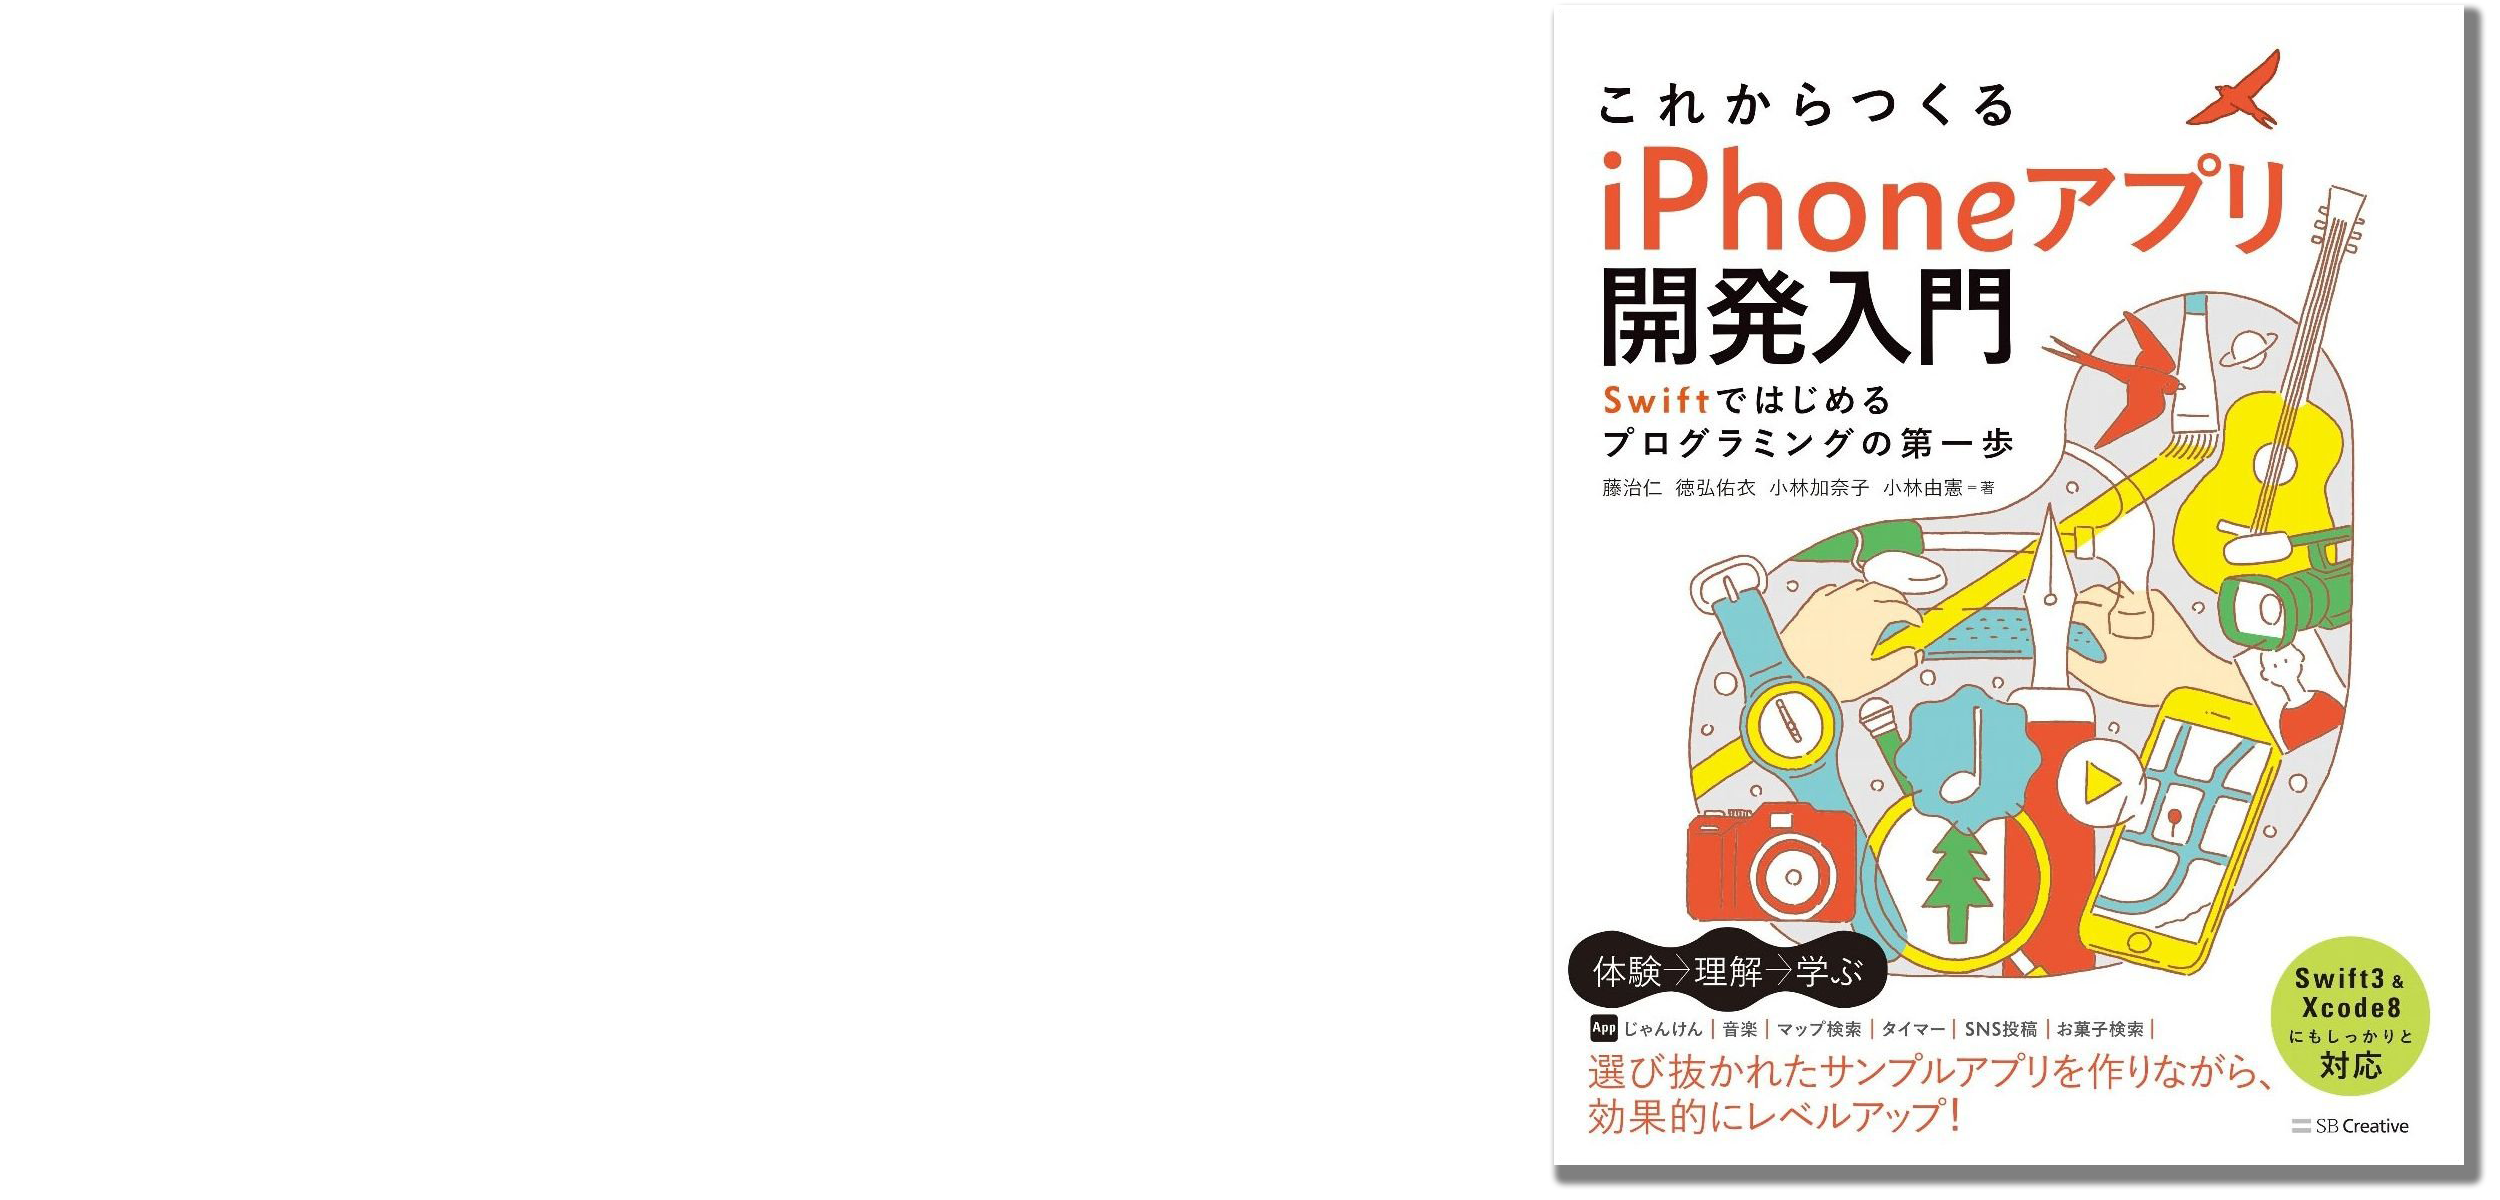 これからつくる
iPhoneアプリ
開発入門
Swiftではじめる
プログラミングの第一歩
藤治仁 徳弘佑衣 小林加奈子 小林由憲=著
体験→理解→学ぶ
App じゃんけん|音楽|マップ検索|タイマー|SNS投稿|お菓子検索|
選び抜かれたサンプルアプリを作りながら、
効果的にレベルアップ!
Swift3 &
Xcode8
にもしっかりと
対応
SB Creative